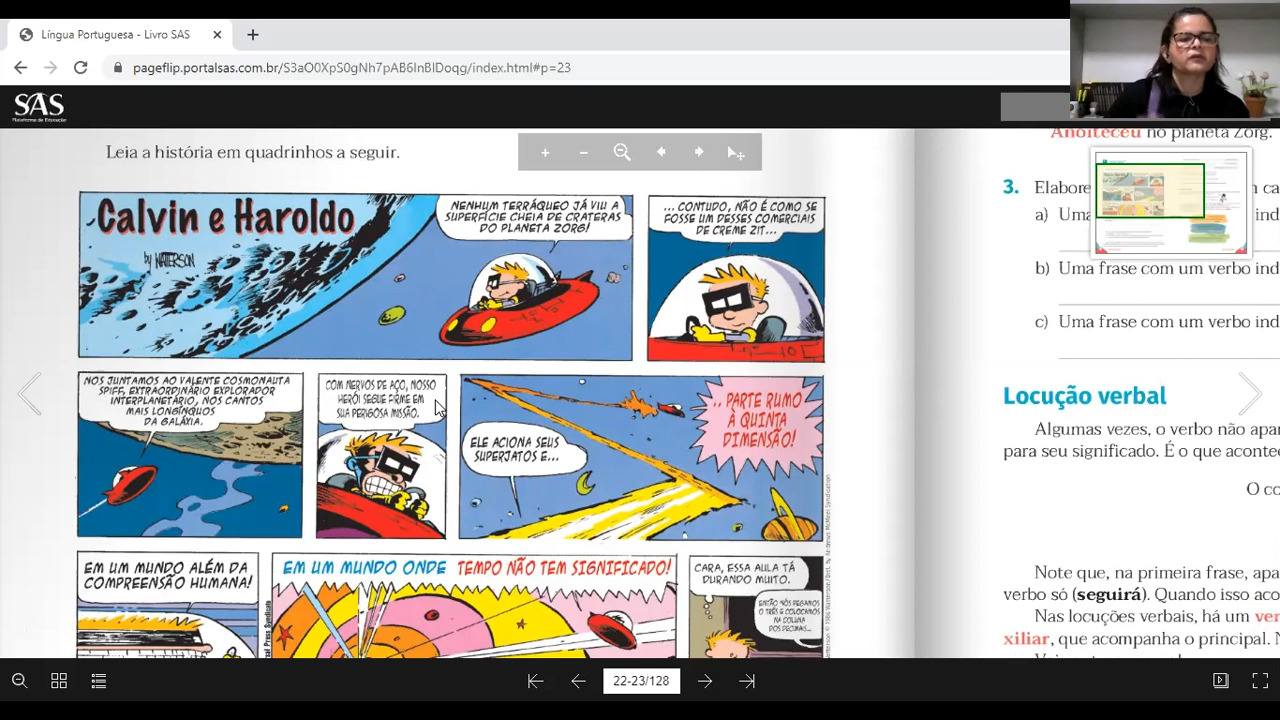 Língua Portuguesa - Livro SAS
pageflip.portalsas.com.br/S3aO0XpS0gNh7pAB6InBIDoqg/index.html#p=23
SAS
Plataforma de Educação
Leia a história em quadrinhos a seguir.
Calvin e Haroldo
by WATTERSON
NENHUM TERRÁQUEO JÁ VIU A
SUPERFÍCIE CHEIA DE CRATERAS
DO PLANETA ZORG!
... CONTUDO, NÃO É COMO SE
FOSSE UM DESSES COMERCIAIS
DE CREME ZIT...
NOS JUNTAMOS AO VALENTE COSMONAUTA
SPIFF, EXTRAORDINÁRIO EXPLORADOR
INTERPLANETÁRIO, NOS CANTOS
MAIS LONGÍNQUOS
DA GALÁXIA.
COM NERVOS DE AÇO, NOSSO
HERÓI SEGUE FIRME EM
SUA PERIGOSA MISSÃO.
ELE ACIONA SEUS
SUPERJATOS E...
... PARTE RUMO
À QUINTA
DIMENSÃO!
EM UM MUNDO ALÉM DA
COMPREENSÃO HUMANA!
EM UM MUNDO ONDE TEMPO NÃO TEM SIGNIFICADO!
CARA, ESSA AULA TÁ
DURANDO MUITO.
ENTÃO NÓS PEGAMOS
O TRÊS E COLOCAMOS
NA COLUNA
DOS DECIMAIS...
Anoiteceu no planeta Zorg.
3. Elabore
a) Uma
b) Uma frase com um verbo ind
c) Uma frase com um verbo ind
Locução verbal
Algumas vezes, o verbo não apar
para seu significado. É o que acontec
O co
Note que, na primeira frase, apa
verbo só (seguirá). Quando isso ac
Nas locuções verbais, há um ver
xiliar, que acompanha o principal. N
22-23/128